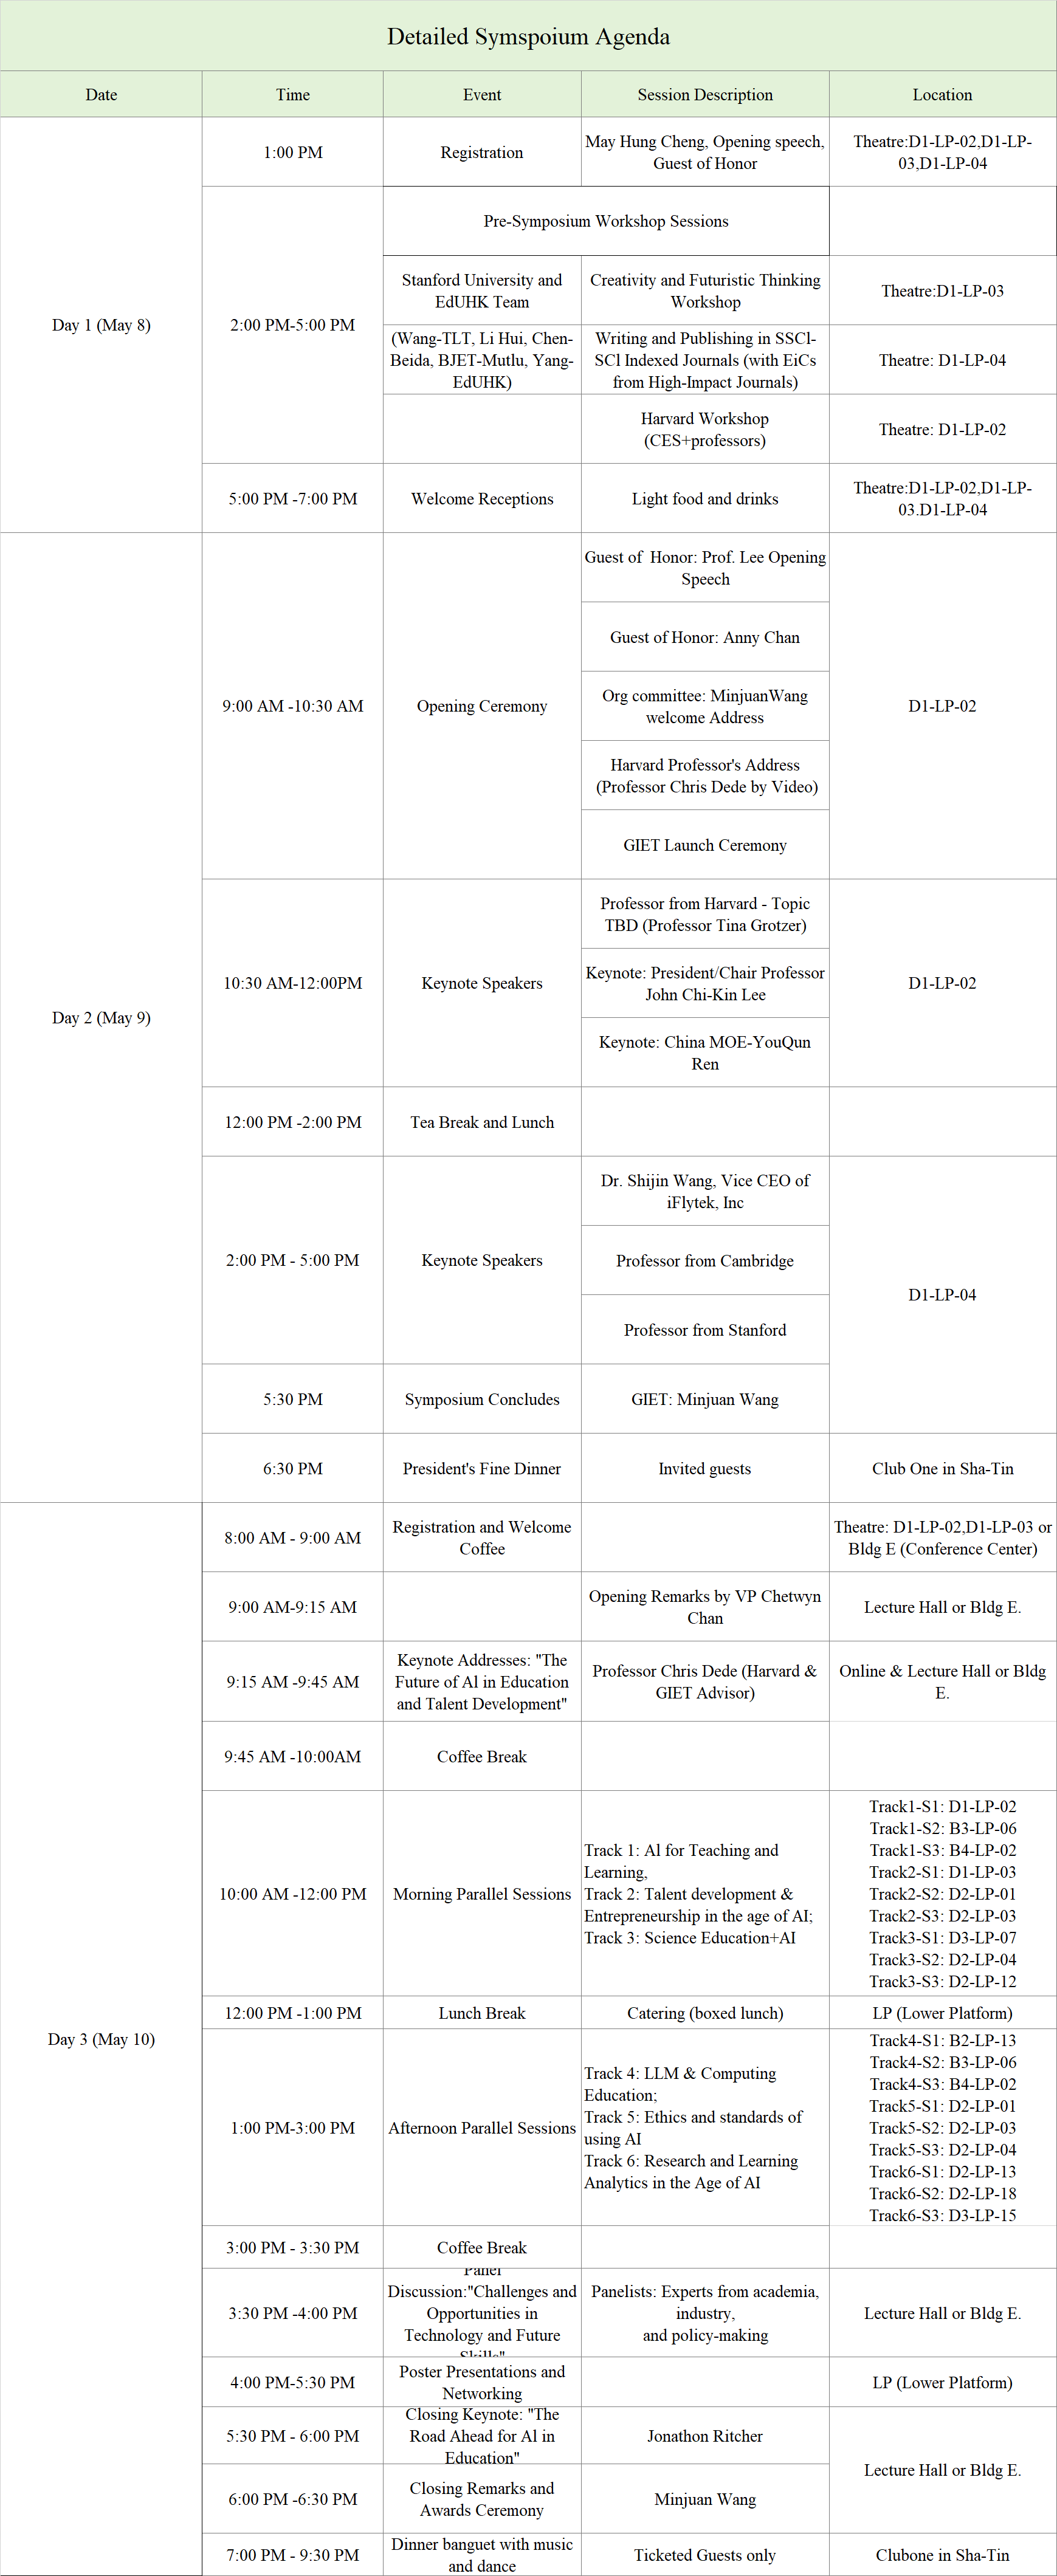 Detailed Symspoium Agenda
Date
Time
Event
Session Description
Location
Day 1 (May 8)
1:00 PM
Registration
May Hung Cheng, Opening speech,
Guest of Honor
Theatre:D1-LP-02,D1-LP-
03,D1-LP-04
2:00 PM-5:00 PM
Pre-Symposium Workshop Sessions
Stanford University and
EdUHK Team
Creativity and Futuristic Thinking
Workshop
Theatre:D1-LP-03
(Wang-TLT, Li Hui, Chen-
Beida, BJET-Mutlu, Yang-
EdUHK)
Writing and Publishing in SSCl-
SCl Indexed Journals (with EiCs
from High-Impact Journals)
Theatre: D1-LP-04
Harvard Workshop
(CES+professors)
Theatre: D1-LP-02
5:00 PM -7:00 PM
Welcome Receptions
Light food and drinks
Theatre:D1-LP-02,D1-LP-
03.D1-LP-04
Day 2 (May 9)
9:00 AM -10:30 AM
Opening Ceremony
Guest of  Honor: Prof. Lee Opening
Speech
Guest of Honor: Anny Chan
Org committee: MinjuanWang
welcome Address
Harvard Professor's Address
(Professor Chris Dede by Video)
GIET Launch Ceremony
D1-LP-02
10:30 AM-12:00PM
Keynote Speakers
Professor from Harvard - Topic
TBD (Professor Tina Grotzer)
Keynote: President/Chair Professor
John Chi-Kin Lee
Keynote: China MOE-YouQun
Ren
D1-LP-02
12:00 PM -2:00 PM
Tea Break and Lunch
2:00 PM - 5:00 PM
Keynote Speakers
Dr. Shijin Wang, Vice CEO of
iFlytek, Inc
Professor from Cambridge
Professor from Stanford
D1-LP-04
5:30 PM
Symposium Concludes
GIET: Minjuan Wang
6:30 PM
President's Fine Dinner
Invited guests
Club One in Sha-Tin
Day 3 (May 10)
8:00 AM - 9:00 AM
Registration and Welcome
Coffee
Theatre: D1-LP-02,D1-LP-03 or
Bldg E (Conference Center)
9:00 AM-9:15 AM
Opening Remarks by VP Chetwyn
Chan
Lecture Hall or Bldg E.
9:15 AM -9:45 AM
Keynote Addresses: "The
Future of Al in Education
and Talent Development"
Professor Chris Dede (Harvard &
GIET Advisor)
Online & Lecture Hall or Bldg
E.
9:45 AM -10:00AM
Coffee Break
10:00 AM -12:00 PM
Morning Parallel Sessions
Track 1: Al for Teaching and
Learning,
Track 2: Talent development &
Entrepreneurship in the age of AI;
Track 3: Science Education+AI
Track1-S1: D1-LP-02
Track1-S2: B3-LP-06
Track1-S3: B4-LP-02
Track2-S1: D1-LP-03
Track2-S2: D2-LP-01
Track2-S3: D2-LP-03
Track3-S1: D3-LP-07
Track3-S2: D2-LP-04
Track3-S3: D2-LP-12
12:00 PM -1:00 PM
Lunch Break
Catering (boxed lunch)
LP (Lower Platform)
1:00 PM-3:00 PM
Afternoon Parallel Sessions
Track 4: LLM & Computing
Education;
Track 5: Ethics and standards of
using AI
Track 6: Research and Learning
Analytics in the Age of AI
Track4-S1: B2-LP-13
Track4-S2: B3-LP-06
Track4-S3: B4-LP-02
Track5-S1: D2-LP-01
Track5-S2: D2-LP-03
Track5-S3: D2-LP-04
Track6-S1: D2-LP-13
Track6-S2: D2-LP-18
Track6-S3: D3-LP-15
3:00 PM - 3:30 PM
Coffee Break
3:30 PM -4:00 PM
Panel
Discussion:"Challenges and
Opportunities in
Technology and Future
Skills"
Panelists: Experts from academia,
industry,
and policy-making
Lecture Hall or Bldg E.
4:00 PM-5:30 PM
Poster Presentations and
Networking
LP (Lower Platform)
5:30 PM - 6:00 PM
Closing Keynote: "The
Road Ahead for Al in
Education"
Jonathon Ritcher
Lecture Hall or Bldg E.
6:00 PM -6:30 PM
Closing Remarks and
Awards Ceremony
Minjuan Wang
7:00 PM - 9:30 PM
Dinner banguet with music
and dance
Ticketed Guests only
Clubone in Sha-Tin